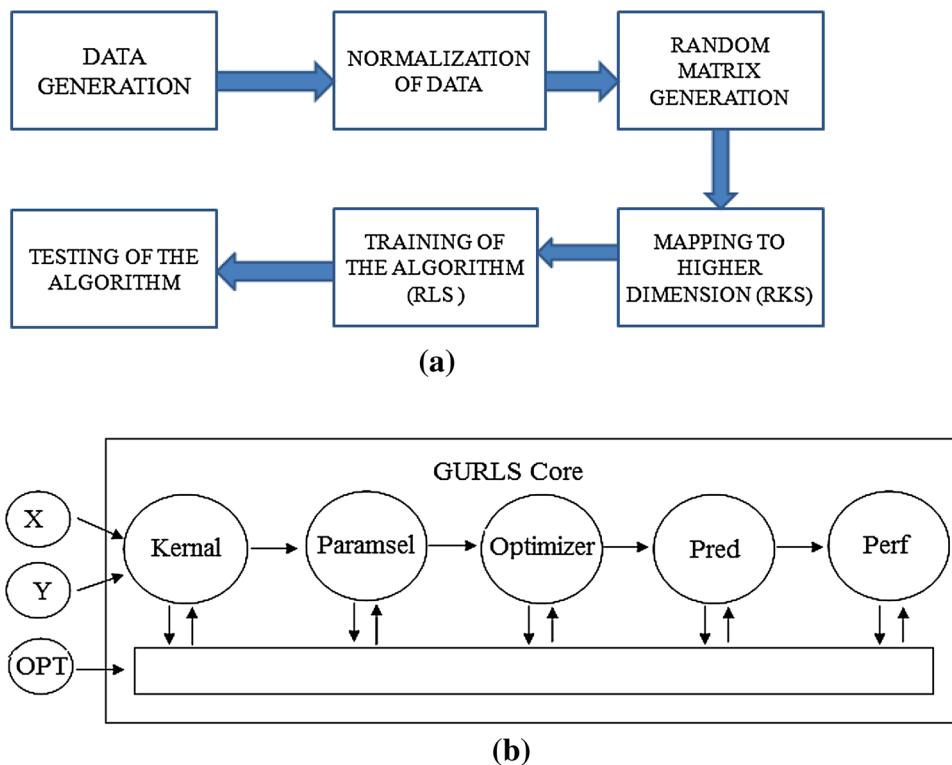 DATA
GENERATION
NORMALIZATION
OF DATA
RANDOM
MATRIX
GENERATION
TESTING OF THE
ALGORITHM
TRAINING OF
THE ALGORITHM
(RLS )
MAPPING TO
HIGHER
DIMENSION (RKS)
(a)
GURLS Core
X
Y
OPT
Kernal
Paramsel
Optimizer
Pred
Perf
(b)